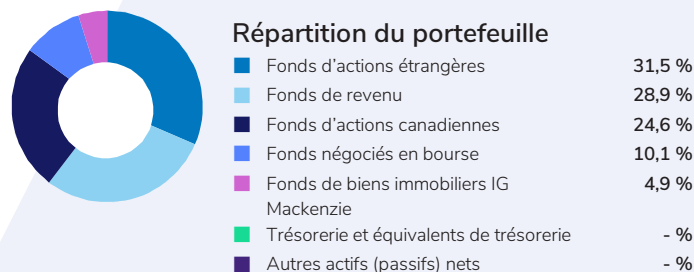 Répartition du portefeuille
Fonds d’actions étrangères 31,5 %
Fonds de revenu 28,9 %
Fonds d’actions canadiennes 24,6 %
Fonds négociés en bourse 10,1 %
Fonds de biens immobiliers IG 4,9 %
Mackenzie
Trésorerie et équivalents de trésorerie - %
Autres actifs (passifs) nets - %